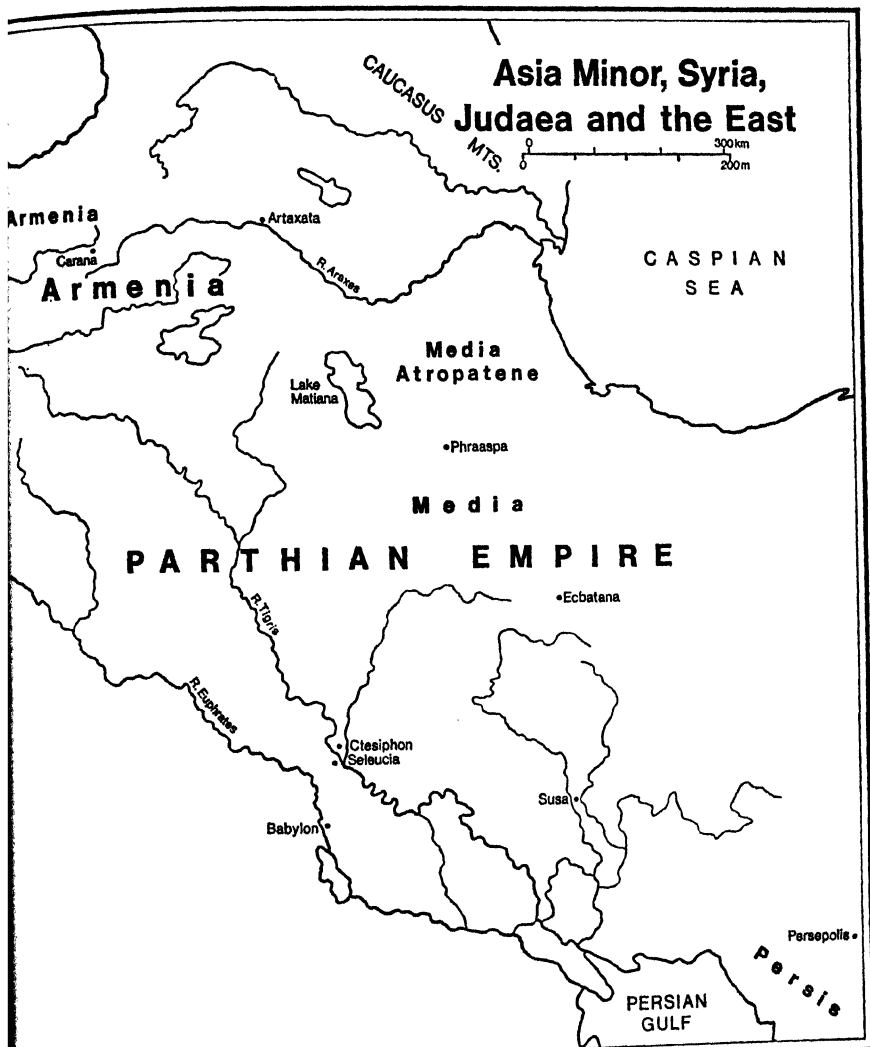 Asia Minor, Syria,
Judaea and the East
0 300km
0 200m
CAUCASUS
MTS.
Armenia
Carana
Artaxata
R. Araxes
Armenia
CASPIAN
SEA
Media
Atropatene
Lake
Matiana
Phraaspa
Media
PARTHIAN EMPIRE
Ecbatana
R. Tigris
R. Euphrates
Ctesiphon
Seleucia
Susa
Babylon
Persepolis
Persis
PERSIAN
GULF